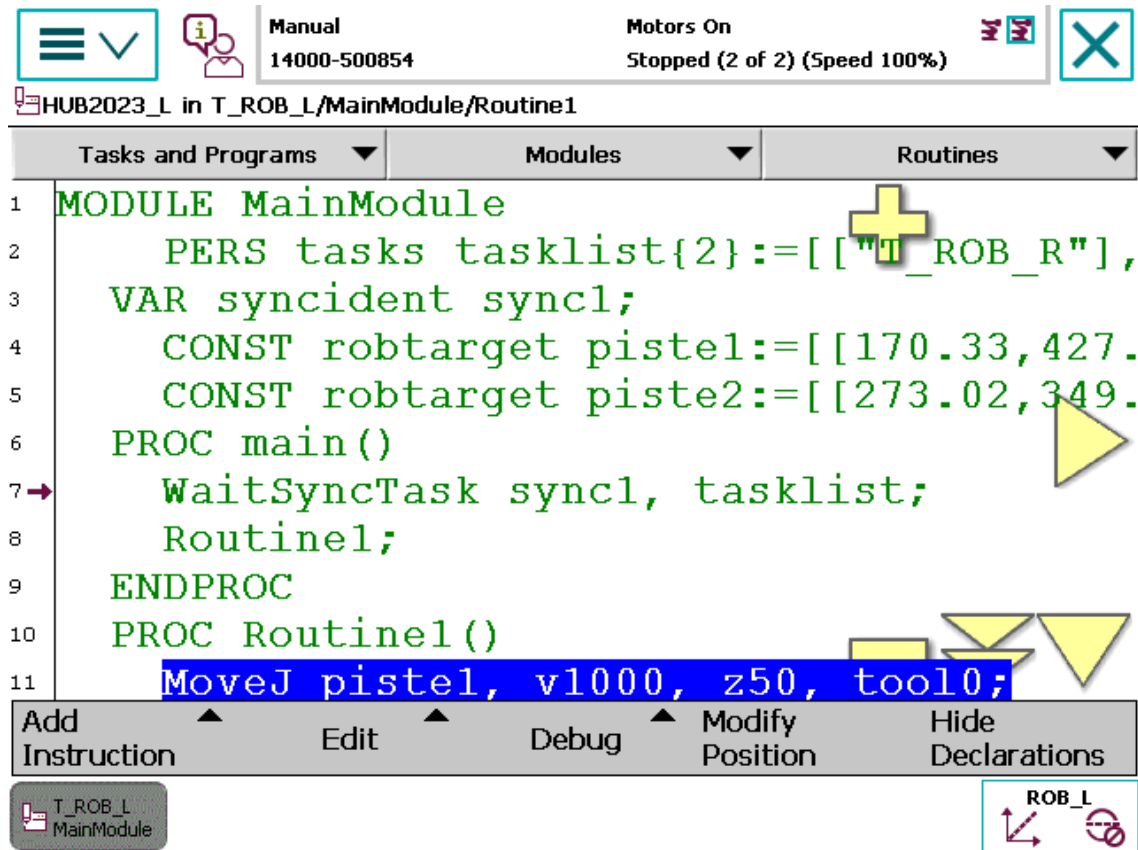 Manual
Motors On
14000-500854
Stopped (2 of 2) (Speed 100%)
HUB2023_L in T_ROB_L/MainModule/Routine1
Tasks and Programs
Modules
Routines
1 MODULE MainModule
2 PERS tasks tasklist{2}:=[["T_ROB_R"],
3 VAR syncident sync1;
4 CONST robtarget piste1:=[[170.33,427.
5 CONST robtarget piste2:=[[273.02,349.
6 PROC main()
7 WaitSyncTask sync1, tasklist;
8 Routine1;
9 ENDPROC
10 PROC Routine1()
11 MoveJ piste1, v1000, z50, tool0;
Add Instruction
Edit
Debug
Modify Position
Hide Declarations
T_ROB_L
MainModule
ROB_L